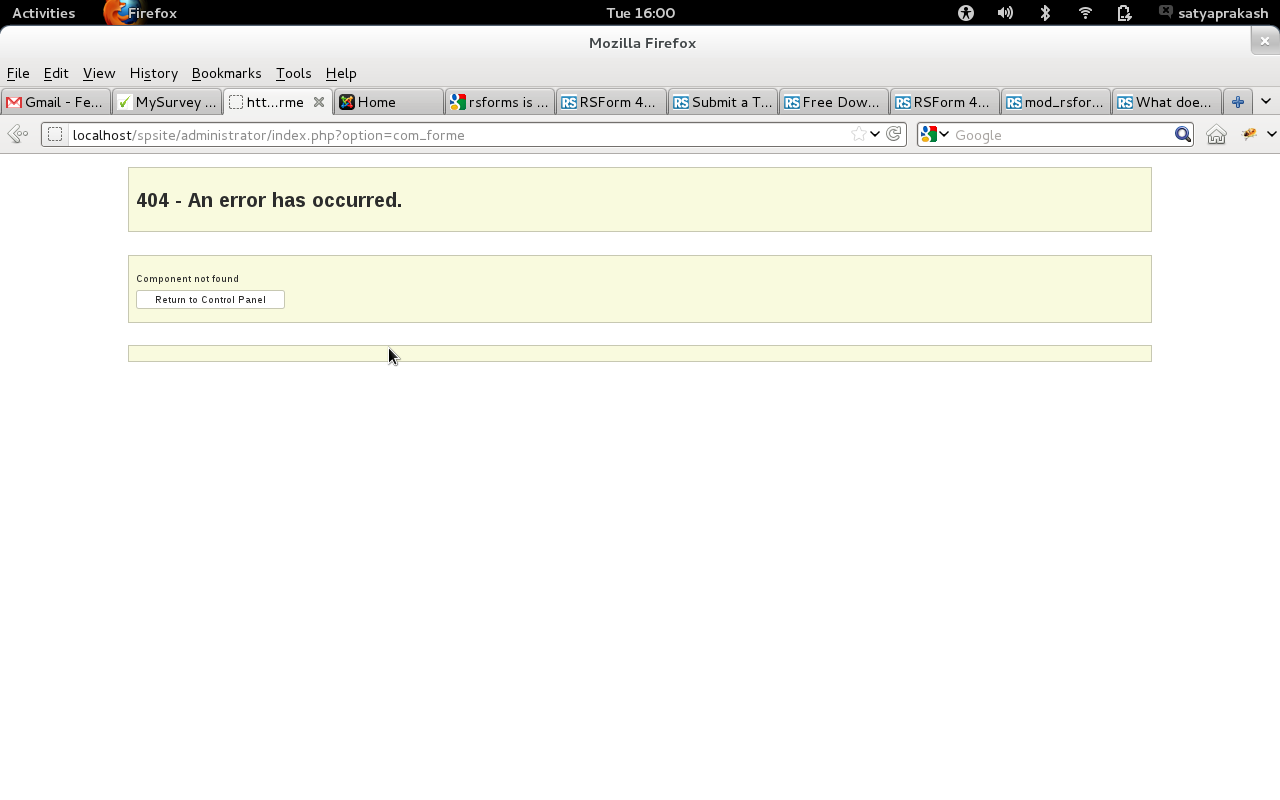 Activities Firefox Tue 16:00 satyaprakash
Mozilla Firefox
File Edit View History Bookmarks Tools Help
Gmail - Fe... MySurvey ... htt...rme Home rsforms is ... RSForm 4... Submit a T... Free Dow... RSForm 4... mod_rsfor... What doe...
localhost/spsite/administrator/index.php?option=com_forme Google
404 - An error has occurred.
Component not found
Return to Control Panel